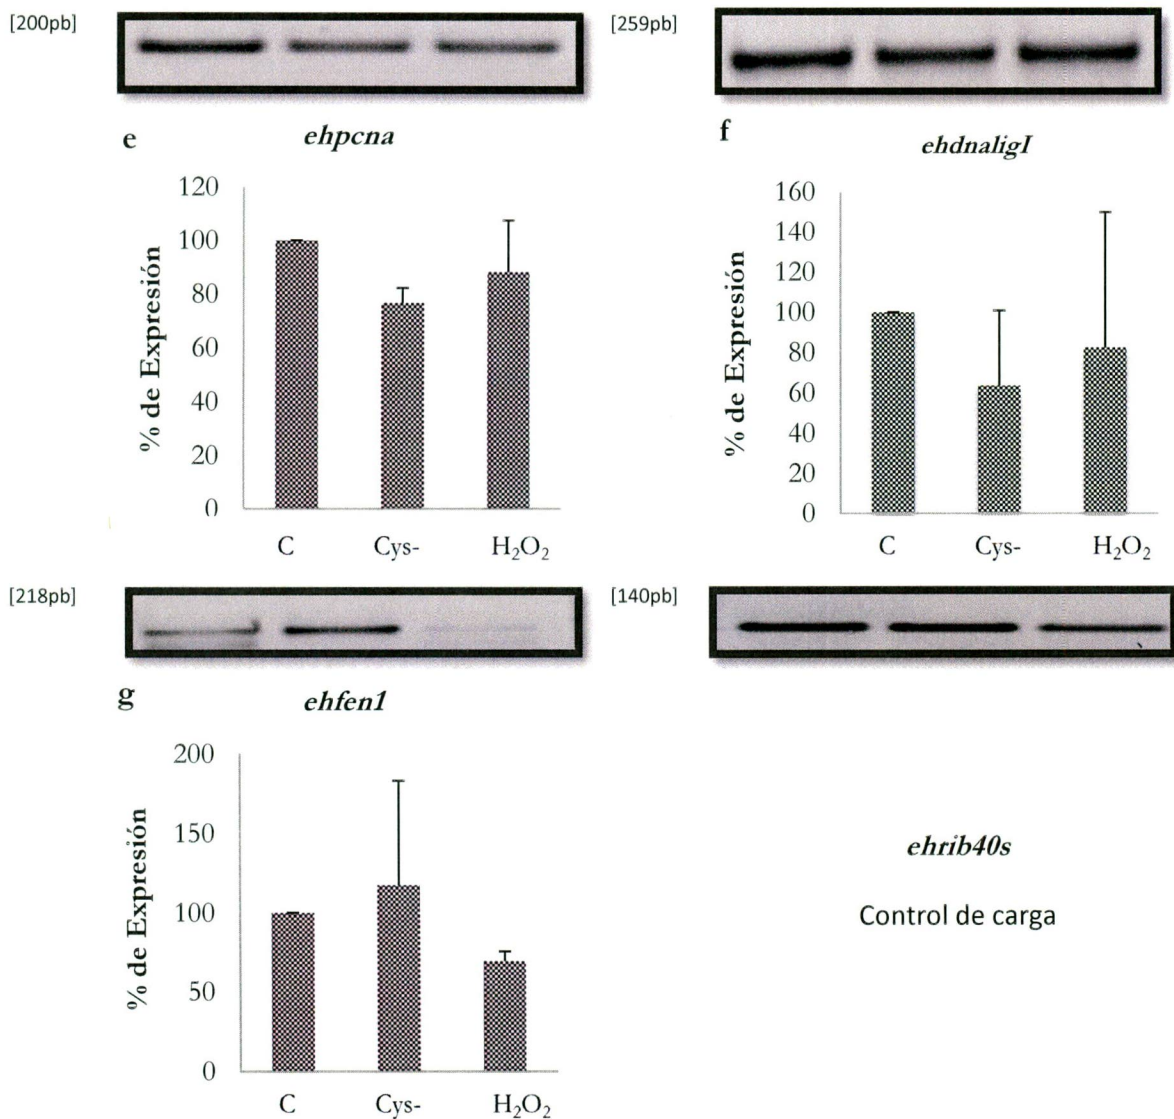 [200pb]
[259pb]
e
ehpcna
f
ehdnaligI
120
100
80
60
40
20
0
% de Expresión
C
Cys-
H₂O₂
160
140
120
100
80
60
40
20
0
% de Expresión
C
Cys-
H₂O₂
[218pb]
[140pb]
g
ehfen1
200
150
100
50
0
% de Expresión
C
Cys-
H₂O₂
ehrib40s
Control de carga